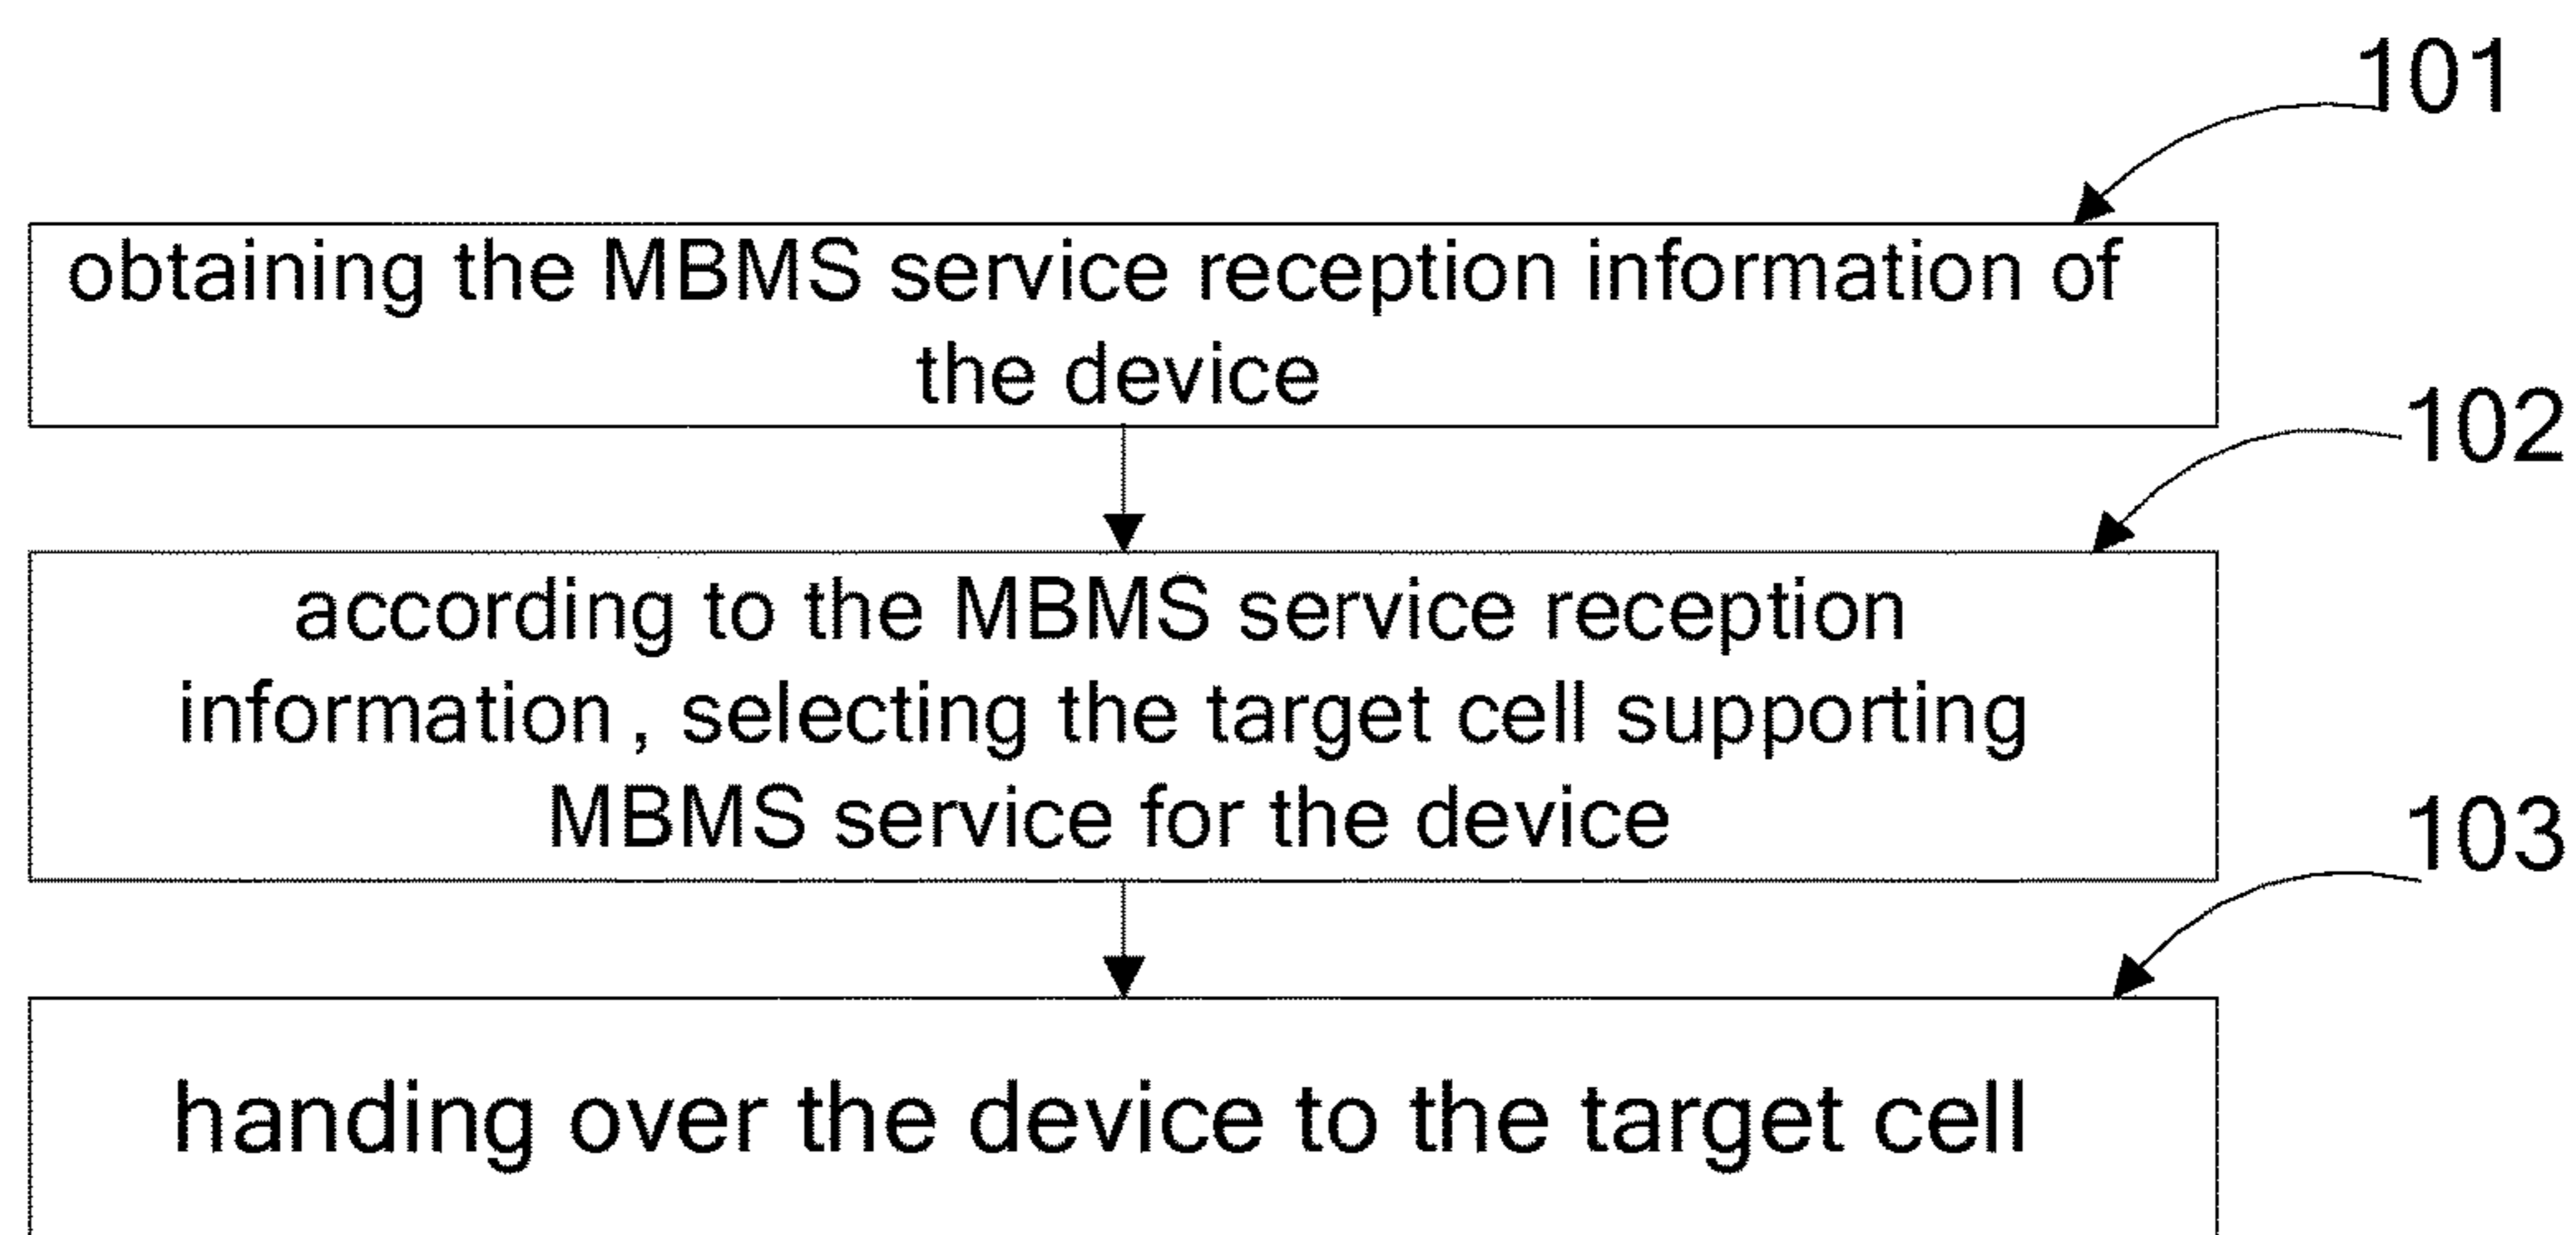 101
obtaining the MBMS service reception information of
the device
102
according to the MBMS service reception
information, selecting the target cell supporting
MBMS service for the device
103
handing over the device to the target cell